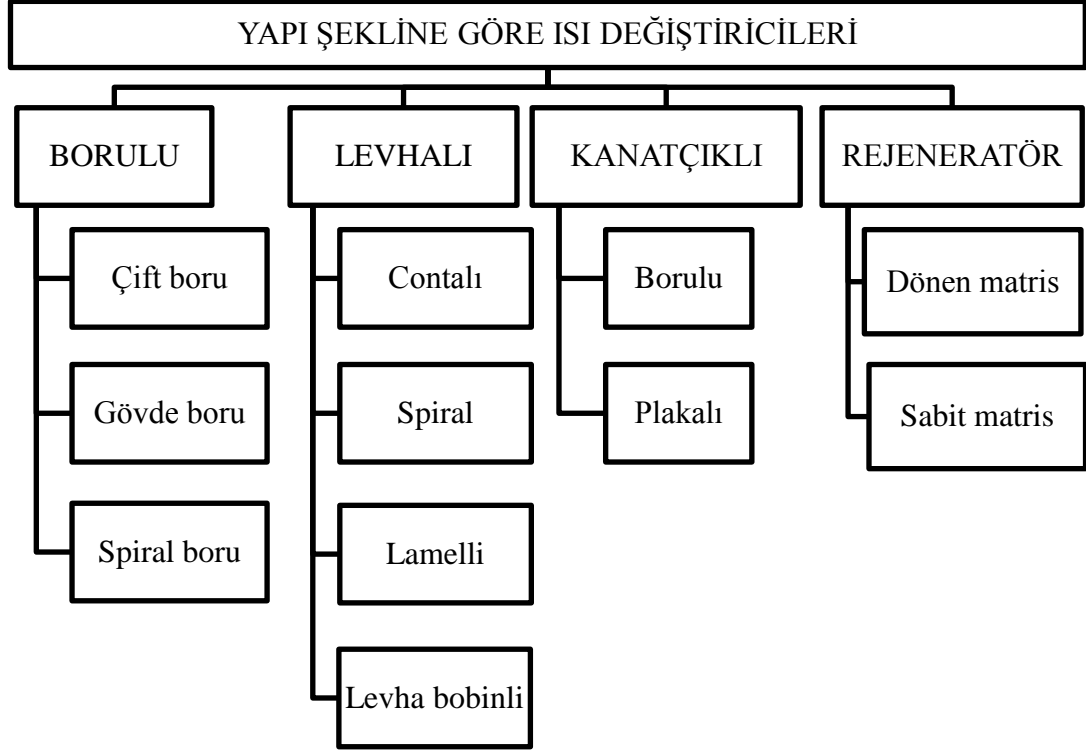 YAPI ŞEKLİNE GÖRE ISI DEĞİŞTİRİCİLERİ
BORULU
Çift boru
Gövde boru
Spiral boru
LEVHALI
Contalı
Spiral
Lamelli
Levha bobinli
KANATÇIKLI
Borulu
Plakalı
REJENERATÖR
Dönen matris
Sabit matris